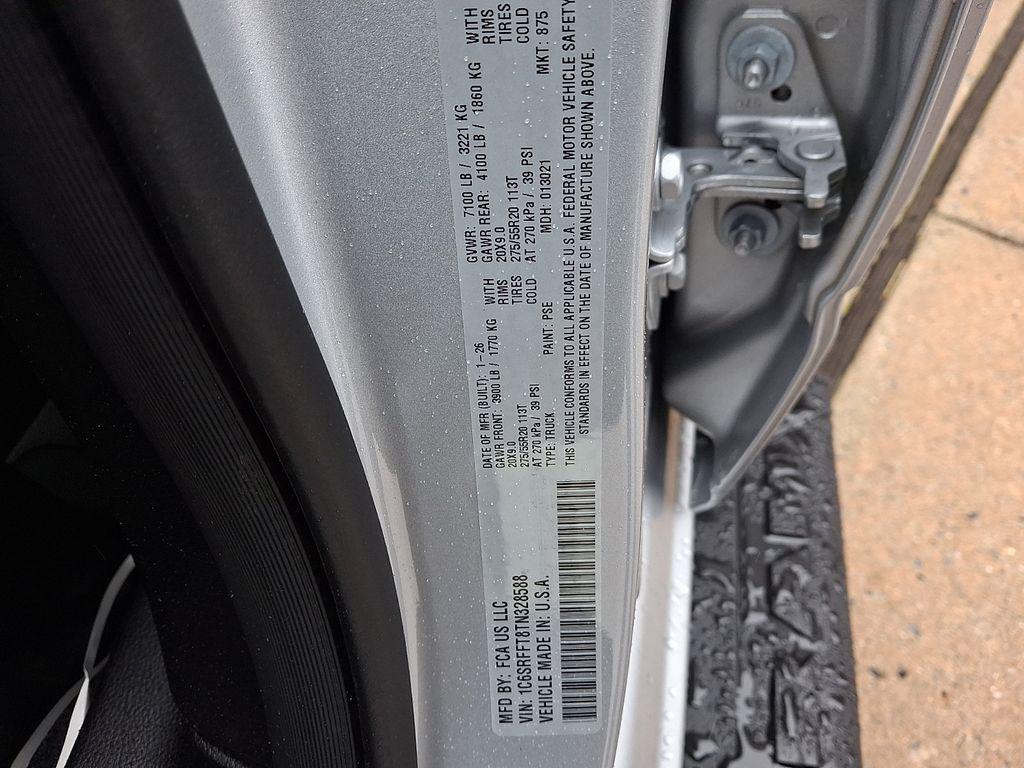 MFD BY: FCA US LLC
DATE OF MFR (BUILT): 1-26
GVWR: 7100 LB / 3221 KG
GAWR FRONT: 3900 LB / 1770 KG
WITH
GAWR REAR: 4100 LB / 1860 KG
WITH
20X9.0
RIMS
20X9.0
RIMS
275/55R20 113T
TIRES
275/55R20 113T
TIRES
AT 270 kPa / 39 PSI
COLD
AT 270 kPa / 39 PSI
COLD
VIN: 1C6SRFFT8TN328588
TYPE: TRUCK
PAINT: PSE
MDH: 013021
MKT: 875
VEHICLE MADE IN: U.S.A.
THIS VEHICLE CONFORMS TO ALL APPLICABLE U.S.A. FEDERAL MOTOR VEHICLE SAFETY
STANDARDS IN EFFECT ON THE DATE OF MANUFACTURE SHOWN ABOVE.